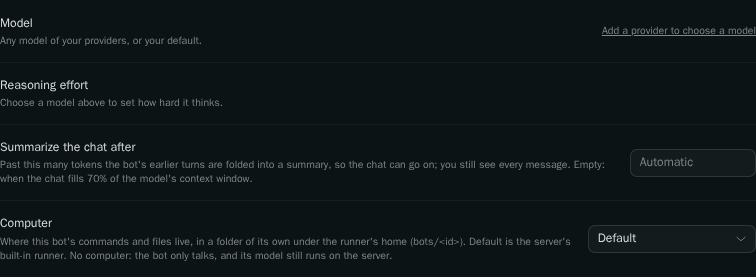 Model
Any model of your providers, or your default.
Add a provider to choose a model
Reasoning effort
Choose a model above to set how hard it thinks.
Summarize the chat after
Past this many tokens the bot's earlier turns are folded into a summary, so the chat can go on; you still see every message. Empty:
when the chat fills 70% of the model's context window.
Automatic
Computer
Where this bot's commands and files live, in a folder of its own under the runner's home (bots/<id>). Default is the server's
built-in runner. No computer: the bot only talks, and its model still runs on the server.
Default